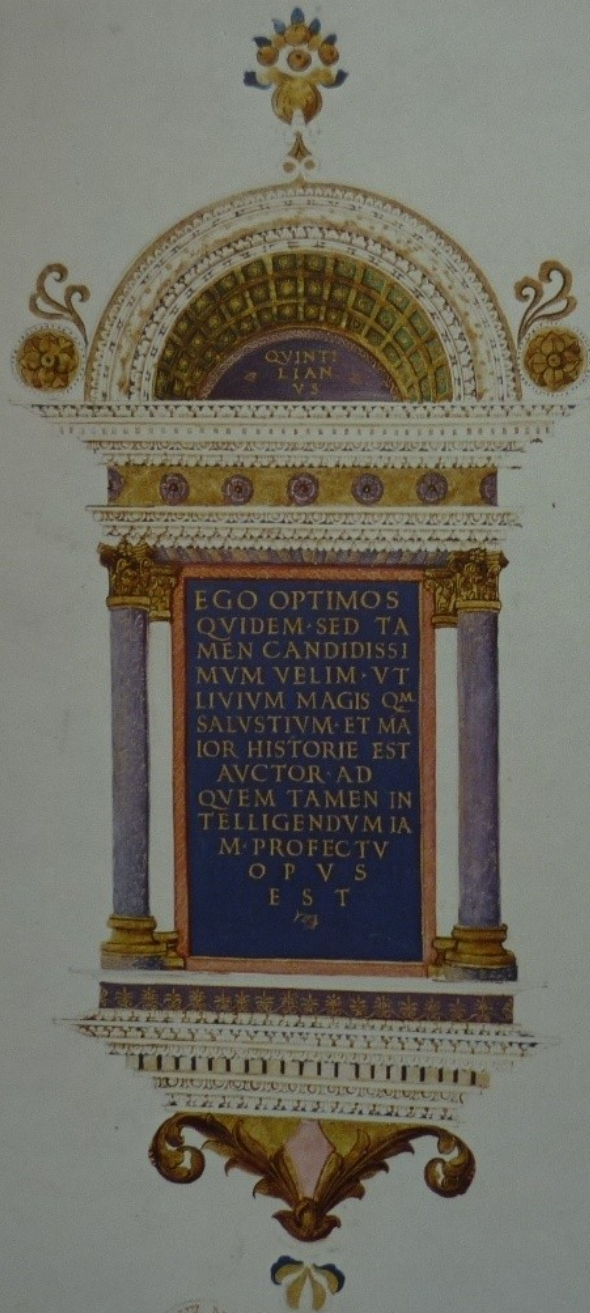 QVINTI
LIAN
VS
EGO OPTIMOS
QVIDEM·SED TA
MEN CANDIDISSI
MVM VELIM·VT
LIVIVM MAGIS QM
SALVSTIVM·ET MA
IOR HISTORIE EST
AVCTOR·AD
QVEM TAMEN IN
TELLIGENDVM IA
M·PROFECTV
OPVS
EST